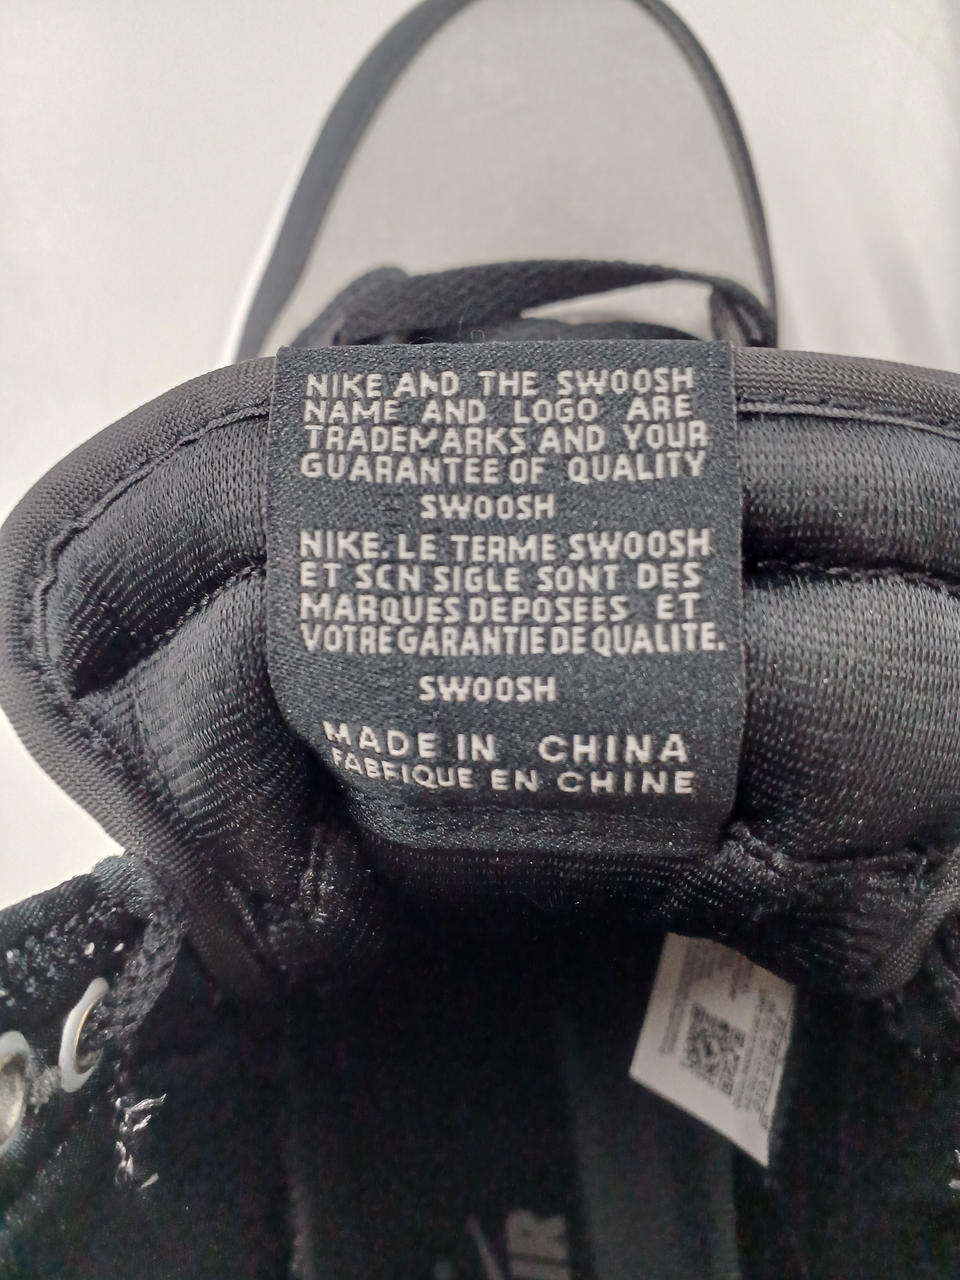 NIKE AND THE SWOOSH
NAME AND LOGO ARE
TRADEMARKS AND YOUR
GUARANTEE OF QUALITY
SWOOSH
NIKE. LE TERME SWOOSH
ET SCN SIGLE SONT DES
MARQUES DEPOSEES ET
VOTRE GARANTIE DE QUALITE.
SWOOSH
MADE IN CHINA
FABFIQUE EN CHINE